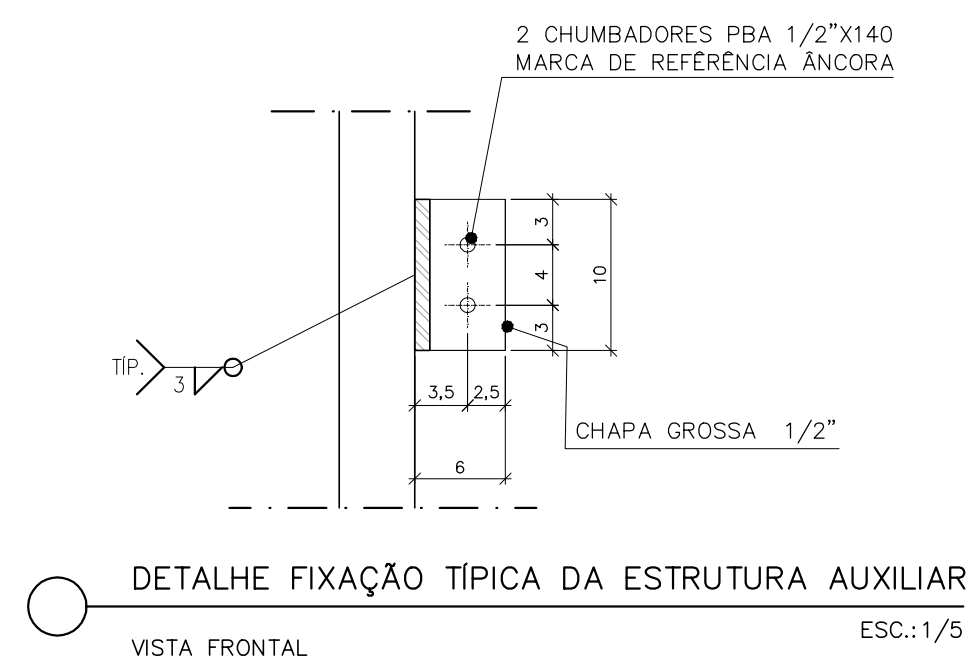 2 CHUMBADORES PBA 1/2”X140
MARCA DE REFÊRÊNCIA ÂNCORA
3
4
10
3
TÍP.
3
3,5
2,5
CHAPA GROSSA 1/2”
6
DETALHE FIXAÇÃO TÍPICA DA ESTRUTURA AUXILIAR
ESC.:1/5
VISTA FRONTAL